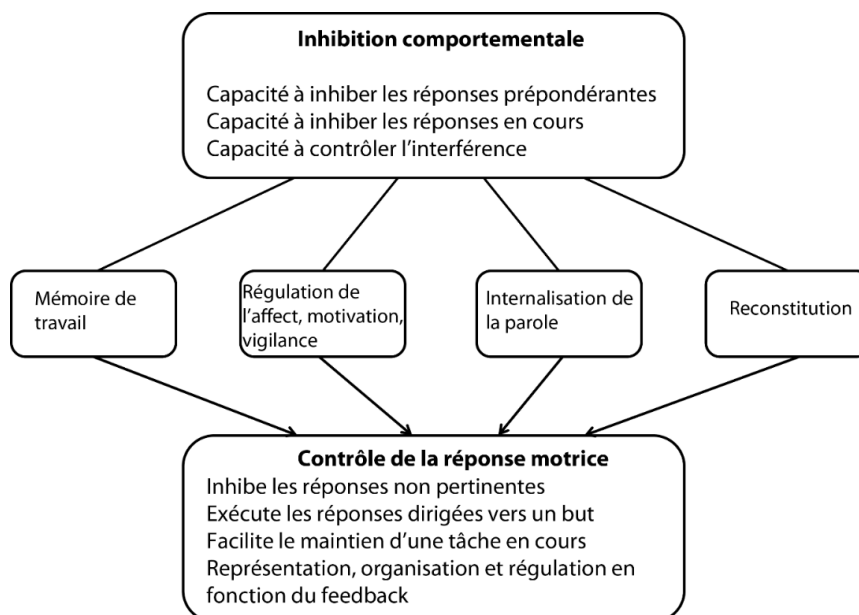 Inhibition comportementale
Capacité à inhiber les réponses prépondérantes
Capacité à inhiber les réponses en cours
Capacité à contrôler l'interférence
Mémoire de
travail
Régulation de
l'affect, motivation,
vigilance
Internalisation de
la parole
Reconstitution
Contrôle de la réponse motrice
Inhibe les réponses non pertinentes
Exécute les réponses dirigées vers un but
Facilite le maintien d'une tâche en cours
Représentation, organisation et régulation en
fonction du feedback